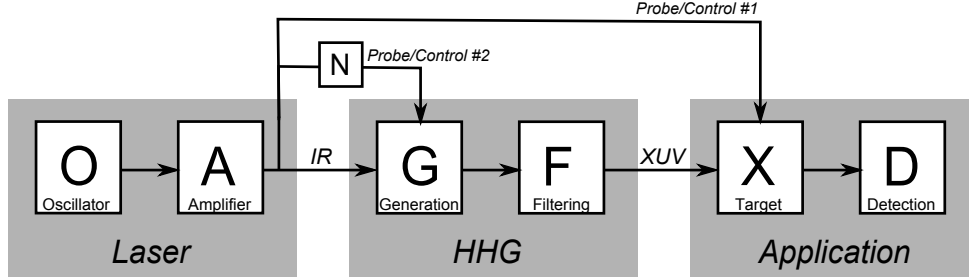 Probe/Control #1
N
Probe/Control #2
O
Oscillator
A
Amplifier
IR
G
Generation
F
Filtering
XUV
X
Target
D
Detection
Laser
HHG
Application